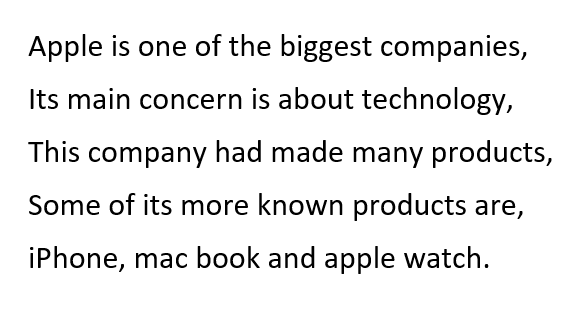 Apple is one of the biggest companies,
Its main concern is about technology,
This company had made many products,
Some of its more known products are,
iPhone, mac book and apple watch.